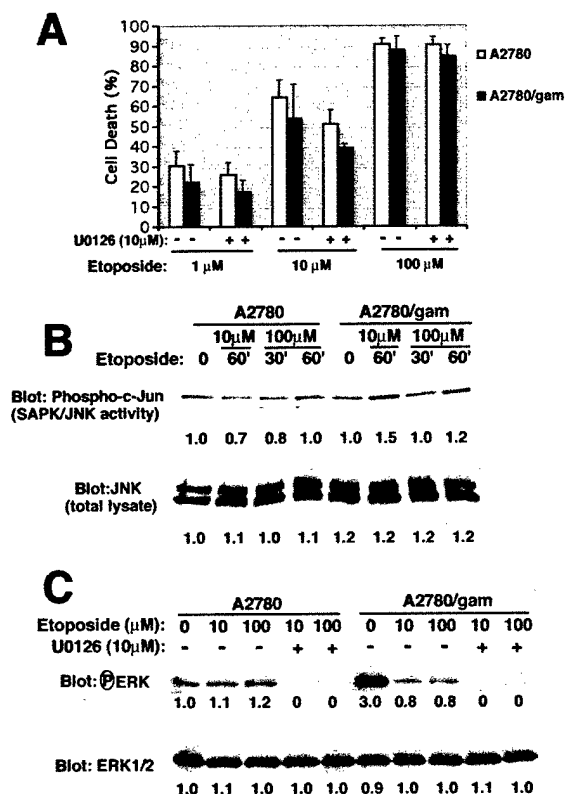 A
100
90
80
70
60
50
40
30
20
10
0
Cell Death (%)
A2780
A2780/gam
U0126 (10µM): - - + + - - + + - - + +
Etoposide: 1 µM 10 µM 100 µM
B
A2780 A2780/gam
10µM 100µM 10µM 100µM
Etoposide: 0 60' 30' 60' 0 60' 30' 60'
Blot: Phospho-c-Jun
(SAPK/JNK activity)
1.0 0.7 0.8 1.0 1.0 1.5 1.0 1.2
Blot:JNK
(total lysate)
1.0 1.1 1.0 1.1 1.2 1.2 1.2 1.2
C
A2780 A2780/gam
Etoposide (µM): 0 10 100 10 100 0 10 100 10 100
U0126 (10µM): - - - + + - - - + +
Blot: ⓅERK
1.0 1.1 1.2 0 0 3.0 0.8 0.8 0 0
Blot: ERK1/2
1.0 1.1 1.0 1.0 1.0 0.9 1.0 1.0 1.1 1.0